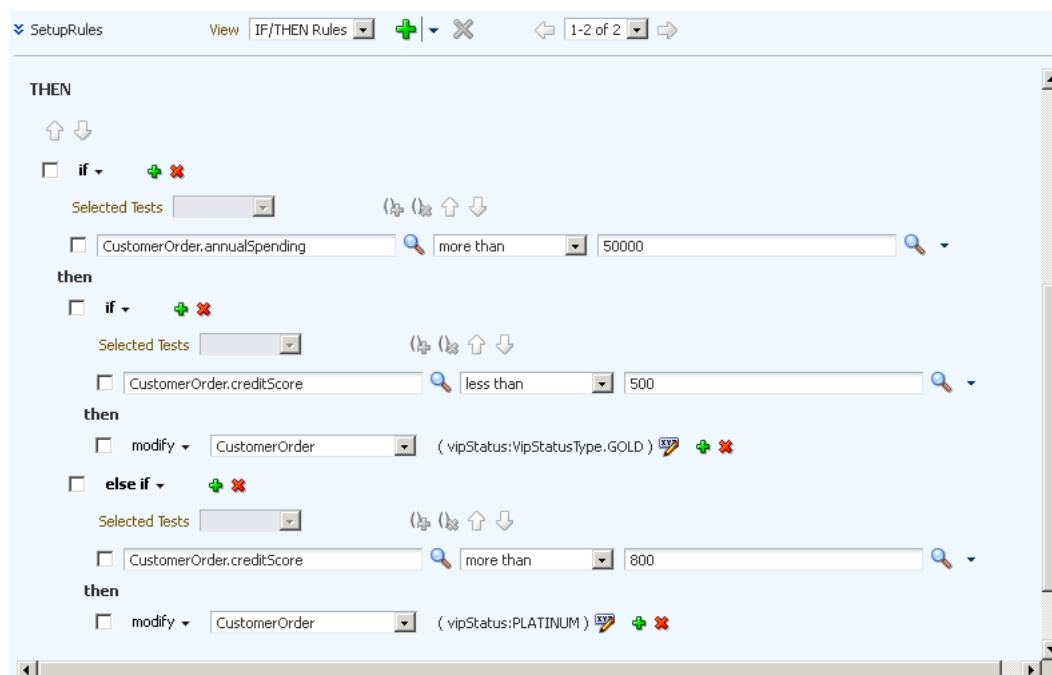 SetupRules View IF/THEN Rules 1-2 of 2
THEN
if
Selected Tests
CustomerOrder.annualSpending more than 50000
then
if
Selected Tests
CustomerOrder.creditScore less than 500
then
modify CustomerOrder ( vipStatus:VipStatusType.GOLD )
else if
Selected Tests
CustomerOrder.creditScore more than 800
then
modify CustomerOrder ( vipStatus:PLATINUM )